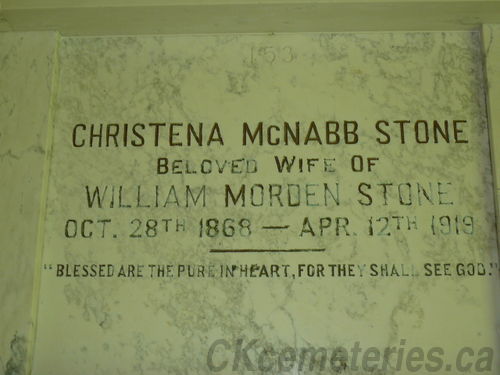 153
CHRISTENA McNABB STONE
BELOVED WIFE OF
WILLIAM MORDEN STONE
OCT. 28TH 1868 — APR. 12TH 1919
"BLESSED ARE THE PURE IN HEART, FOR THEY SHALL SEE GOD."
CKcemeteries.ca